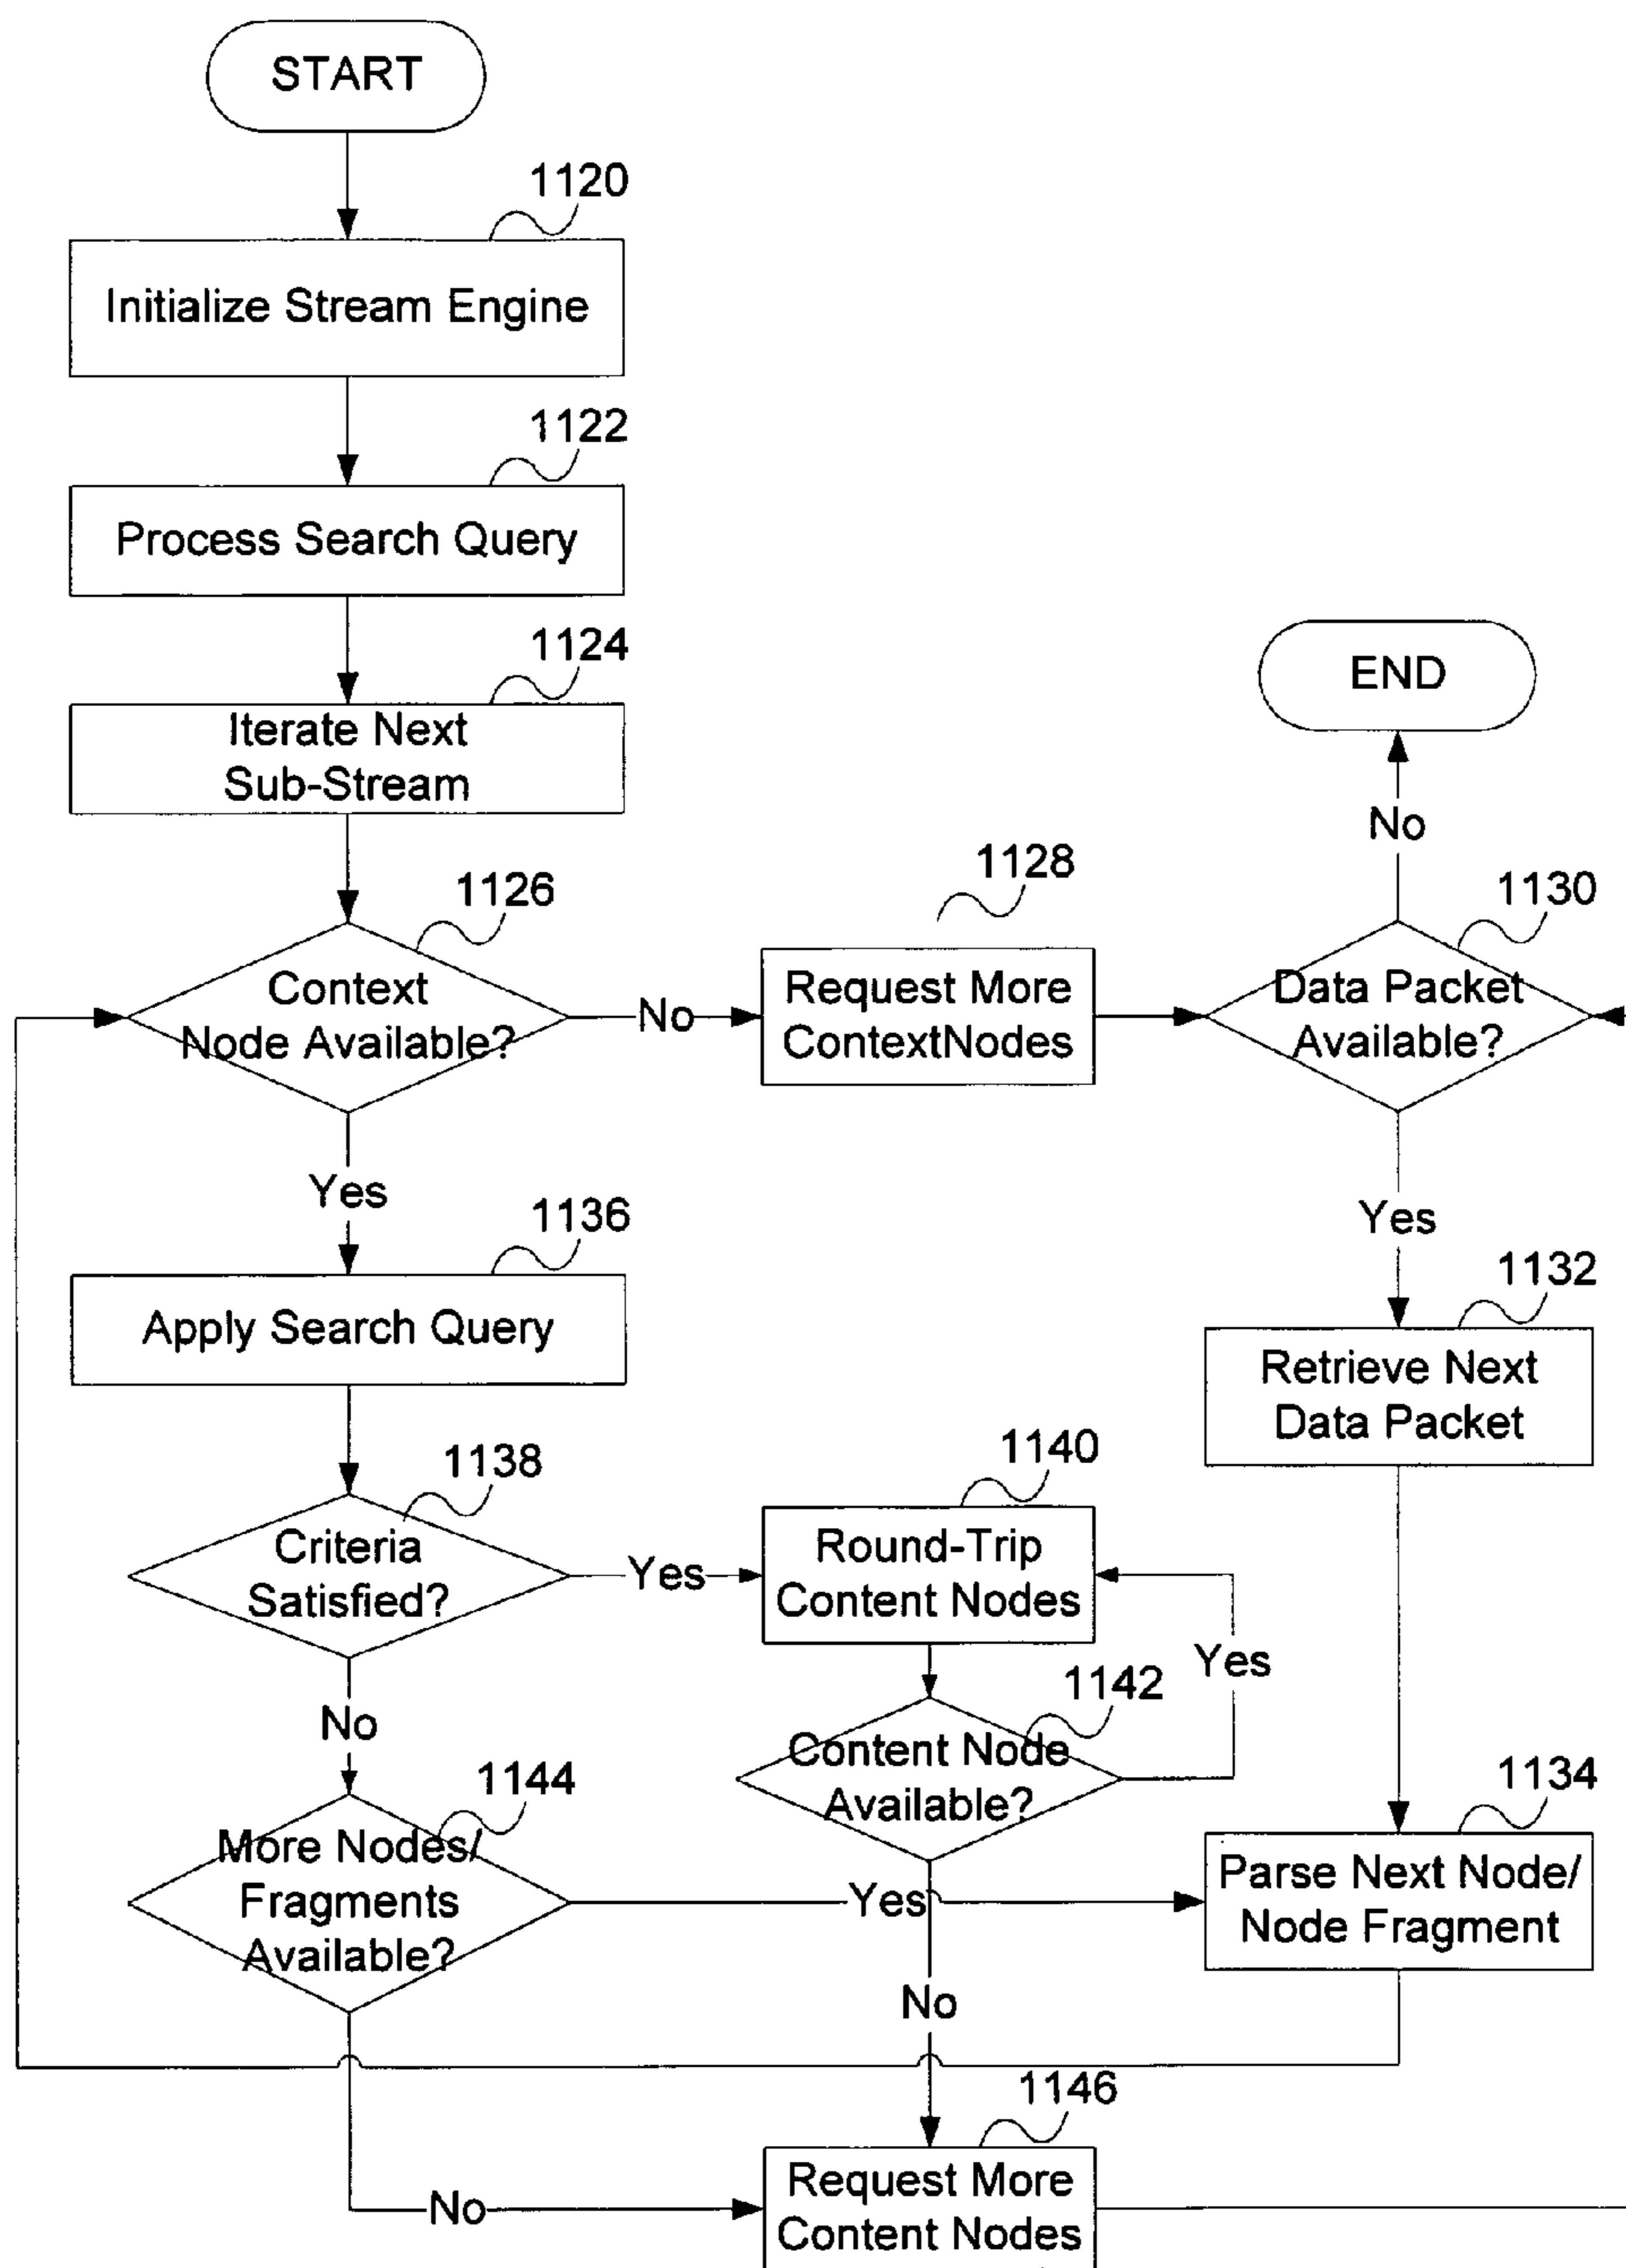 START
1120
Initialize Stream Engine
1122
Process Search Query
1124
Iterate Next
Sub-Stream
END
No
1126
Context
Node Available?
No
1128
Request More
ContextNodes
1130
Data Packet
Available?
Yes
Yes
1136
Apply Search Query
1132
Retrieve Next
Data Packet
1138
Criteria
Satisfied?
Yes
1140
Round-Trip
Content Nodes
Yes
No
1142
Content Node
Available?
1144
More Nodes/
Fragments
Available?
Yes
1134
Parse Next Node/
Node Fragment
No
1146
No
Request More
Content Nodes